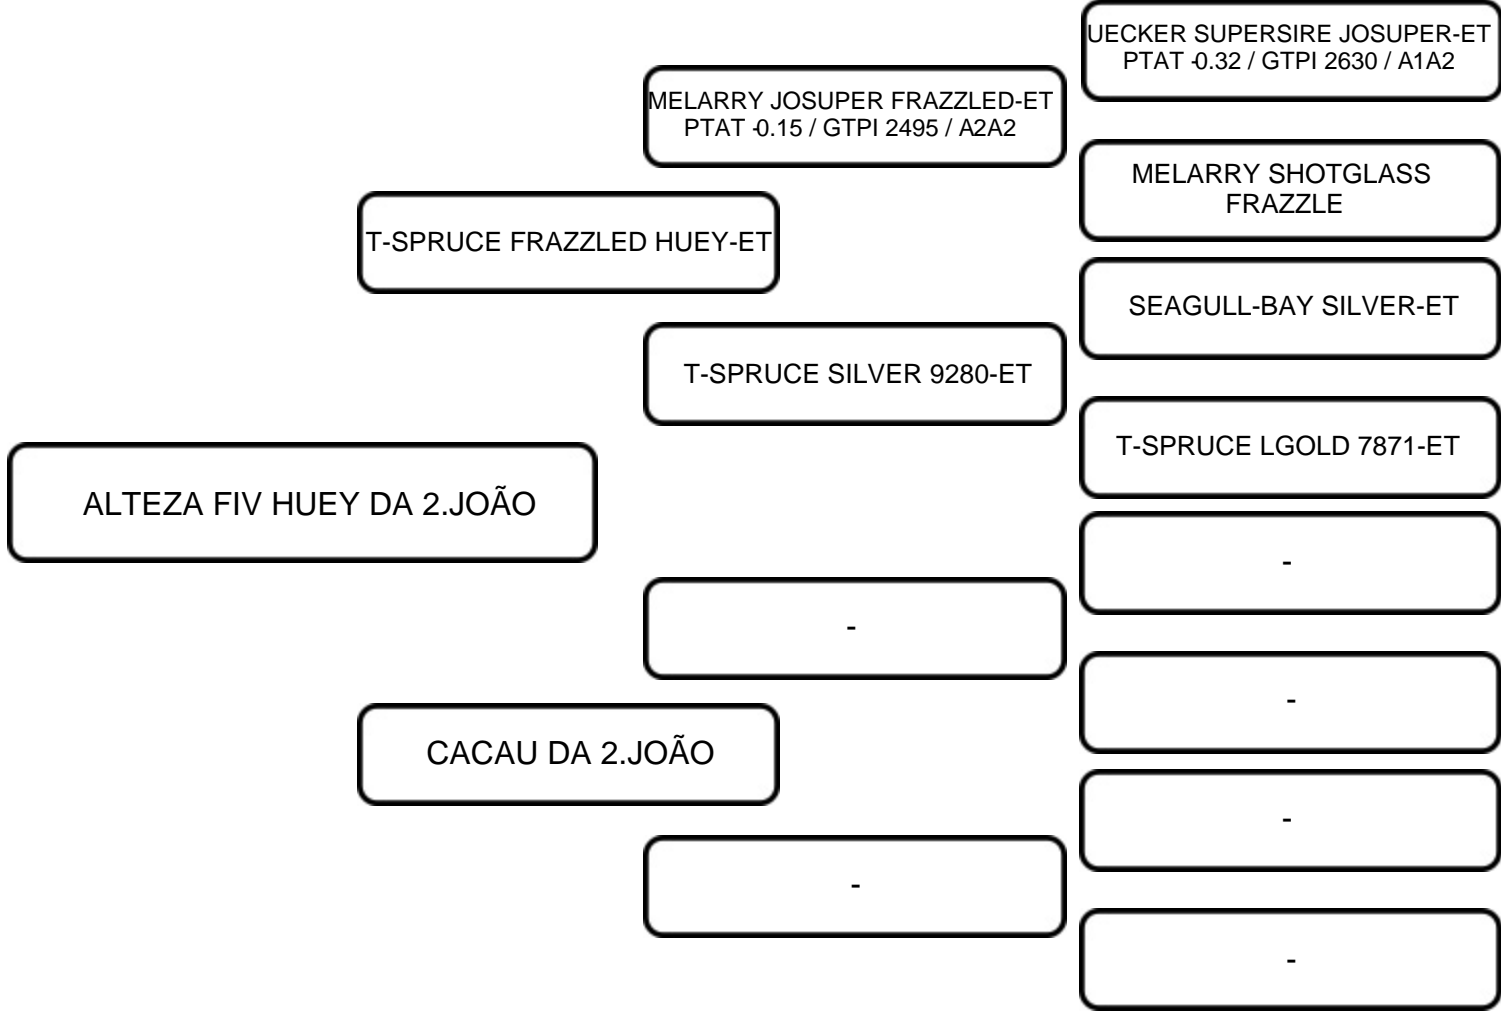 UECKER SUPERSIRE JOSUPER-ET
PTAT -0.32 / GTPI 2630 / A1A2
MELARRY JOSUPER FRAZZLED-ET
PTAT -0.15 / GTPI 2495 / A2A2
MELARRY SHOTGLASS
FRAZZLE
T-SPRUCE FRAZZLED HUEY-ET
SEAGULL-BAY SILVER-ET
T-SPRUCE SILVER 9280-ET
T-SPRUCE LGOLD 7871-ET
ALTEZA FIV HUEY DA 2.JOÃO
-
-
-
CACAU DA 2.JOÃO
-
-
-